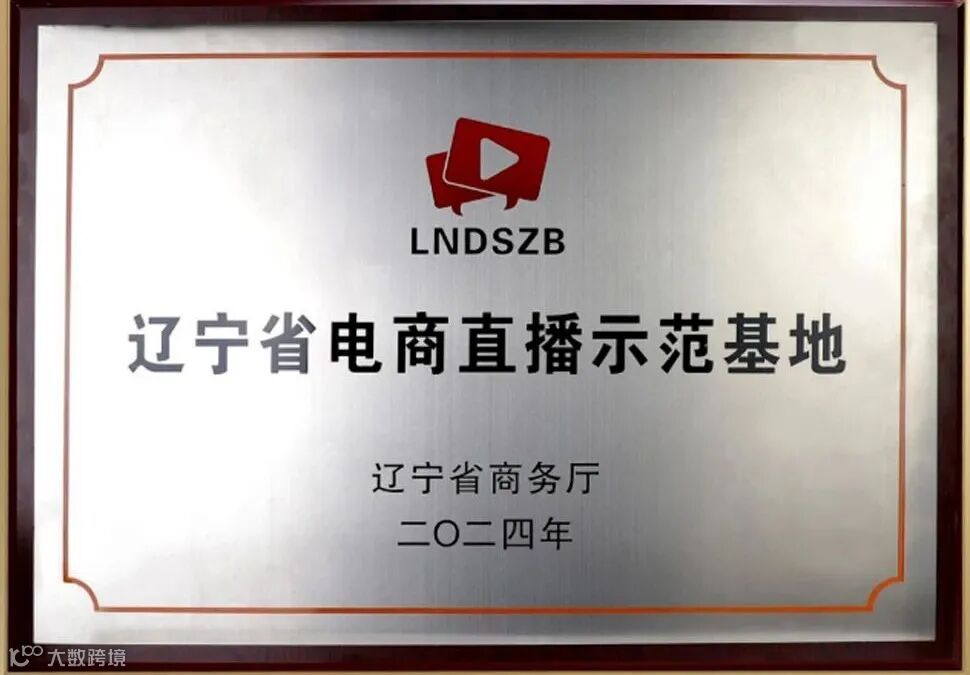 LNDSZB
辽宁省电商直播示范基地
辽宁省商务厅
二〇二四年
大数跨境